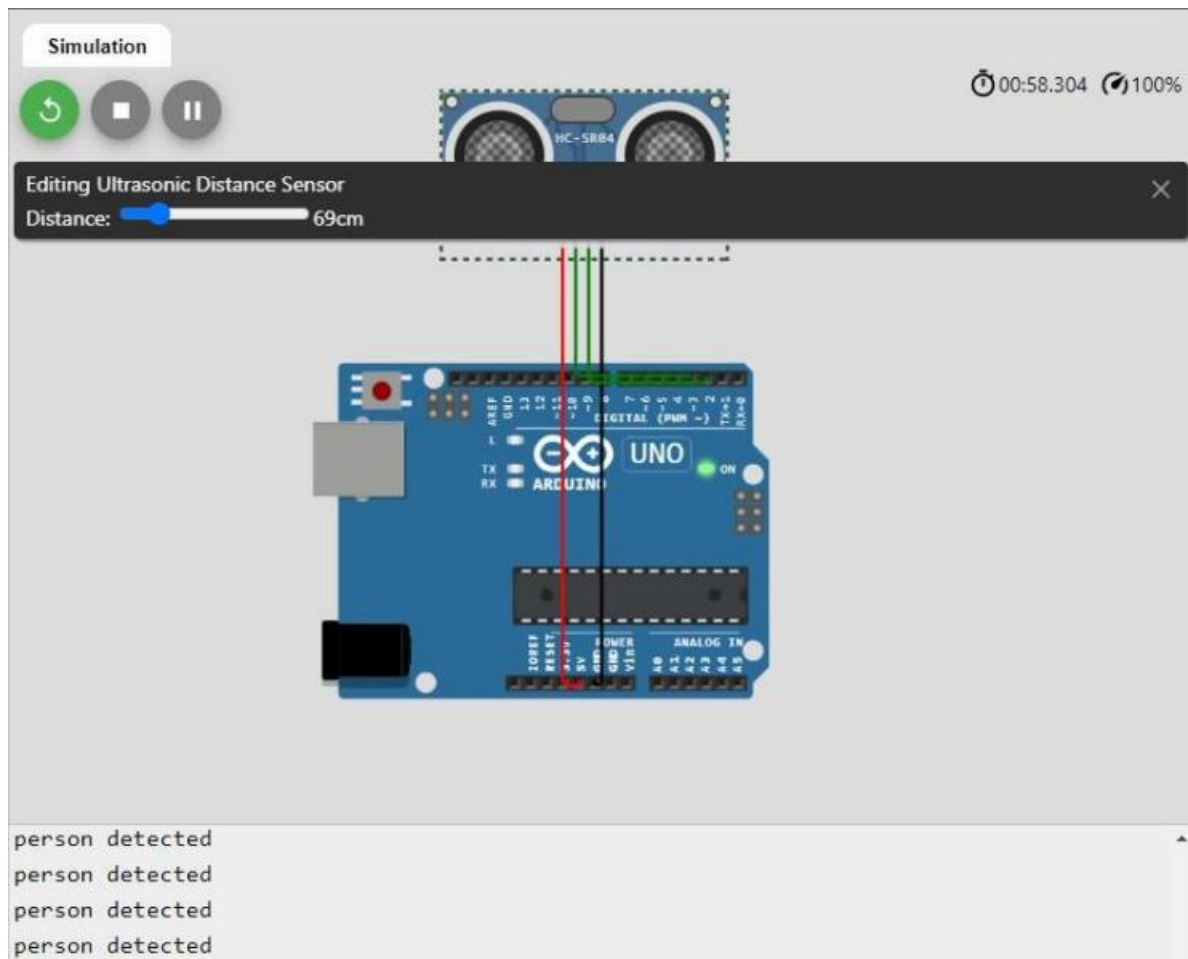 Simulation
00:58.304 100%
HC-SR04
Editing Ultrasonic Distance Sensor
Distance: 69cm
AREF
GND
13
12
~11
~10
~9
8
7
~6
~5
4
~3
2
TX→1
RX←0
DIGITAL (PWM ~)
L
TX
RX
UNO
ON
ARDUINO
IOREF
RESET
3.3V
5V
GND
GND
Vin
POWER
ANALOG IN
A0
A1
A2
A3
A4
A5
person detected
person detected
person detected
person detected